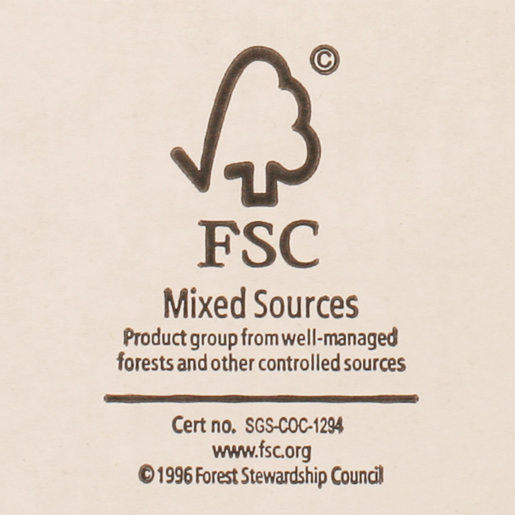 ©
FSC
Mixed Sources
Product group from well-managed
forests and other controlled sources
Cert no. SGS-COC-1294
www.fsc.org
©1996 Forest Stewardship Council